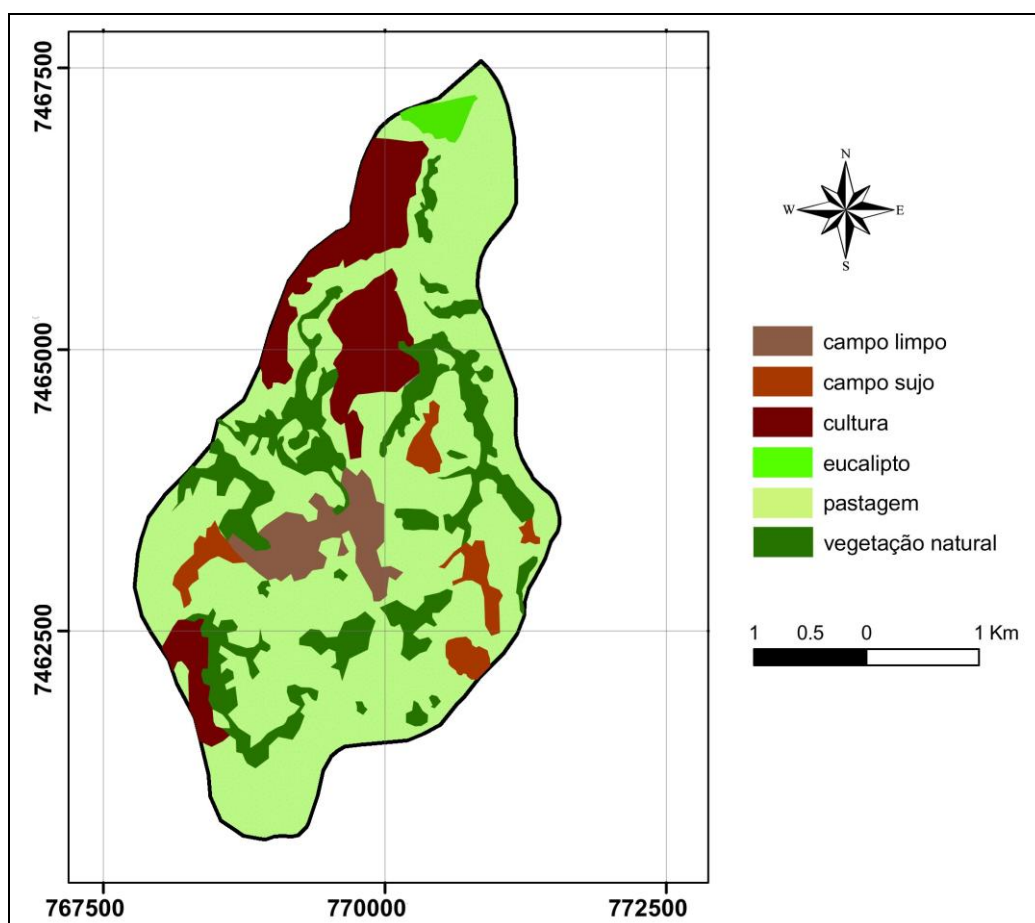 7467500
7465000
7462500
767500
770000
772500
N
W
E
S
campo limpo
campo sujo
cultura
eucalipto
pastagem
vegetação natural
1 0.5 0 1 Km